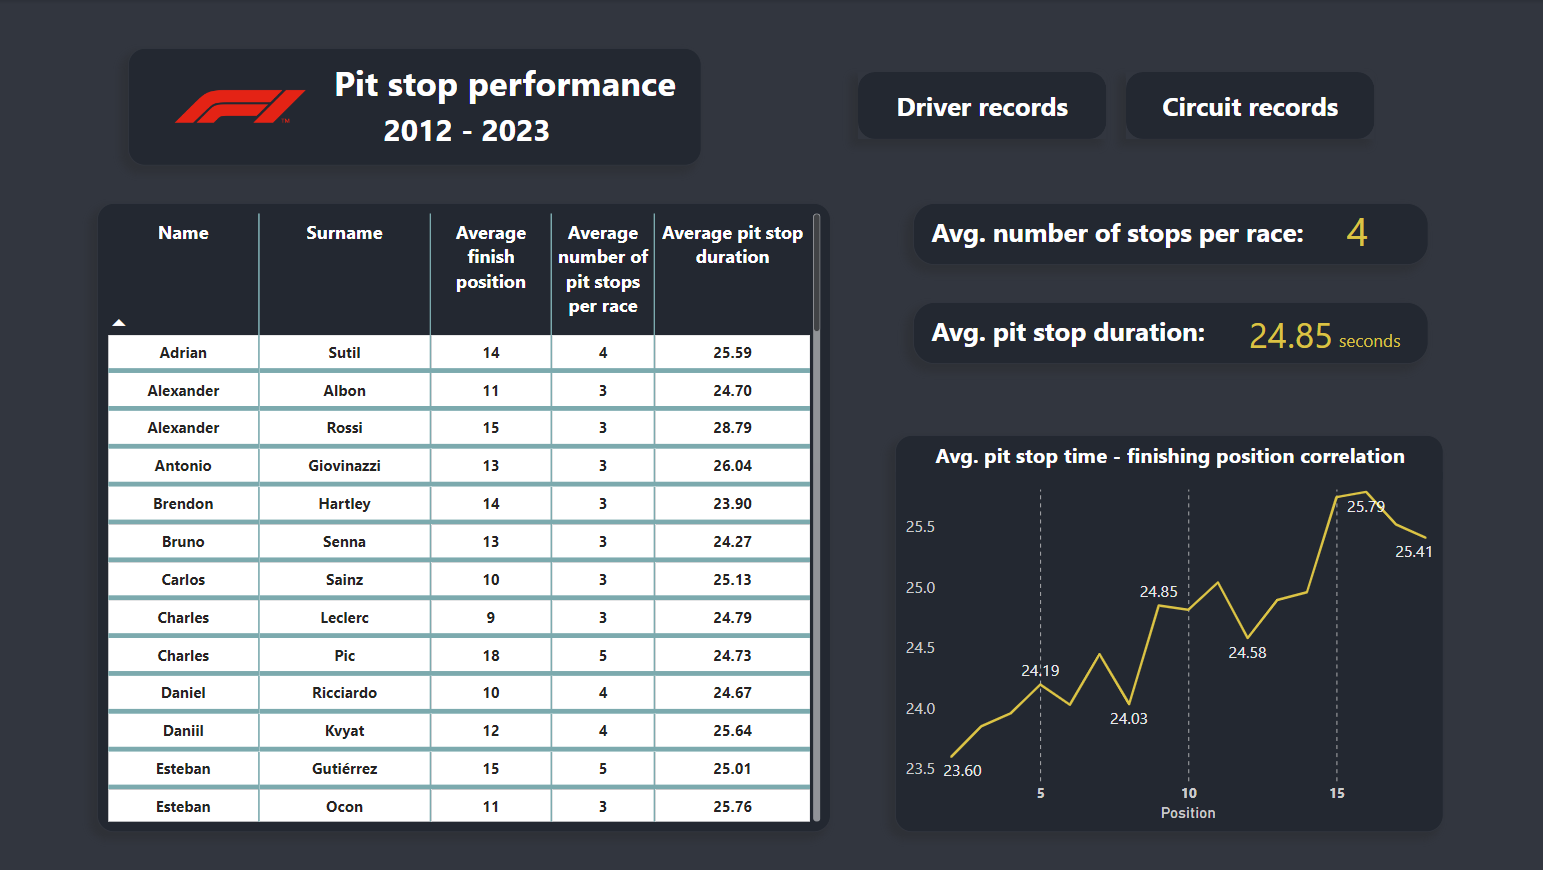 Pit stop performance
2012 - 2023
Driver records
Circuit records
Name Surname Average finish position Average number of pit stops per race Average pit stop duration
Adrian Sutil 14 4 25.59
Alexander Albon 11 3 24.70
Alexander Rossi 15 3 28.79
Antonio Giovinazzi 13 3 26.04
Brendon Hartley 14 3 23.90
Bruno Senna 13 3 24.27
Carlos Sainz 10 3 25.13
Charles Leclerc 9 3 24.79
Charles Pic 18 5 24.73
Daniel Ricciardo 10 4 24.67
Daniil Kvyat 12 4 25.64
Esteban Gutiérrez 15 5 25.01
Esteban Ocon 11 3 25.76
Avg. number of stops per race: 4
Avg. pit stop duration: 24.85 seconds
Avg. pit stop time - finishing position correlation
25.5
25.0
24.5
24.0
23.5
23.60
24.19
24.03
24.85
24.58
25.79
25.41
5 10 15
Position